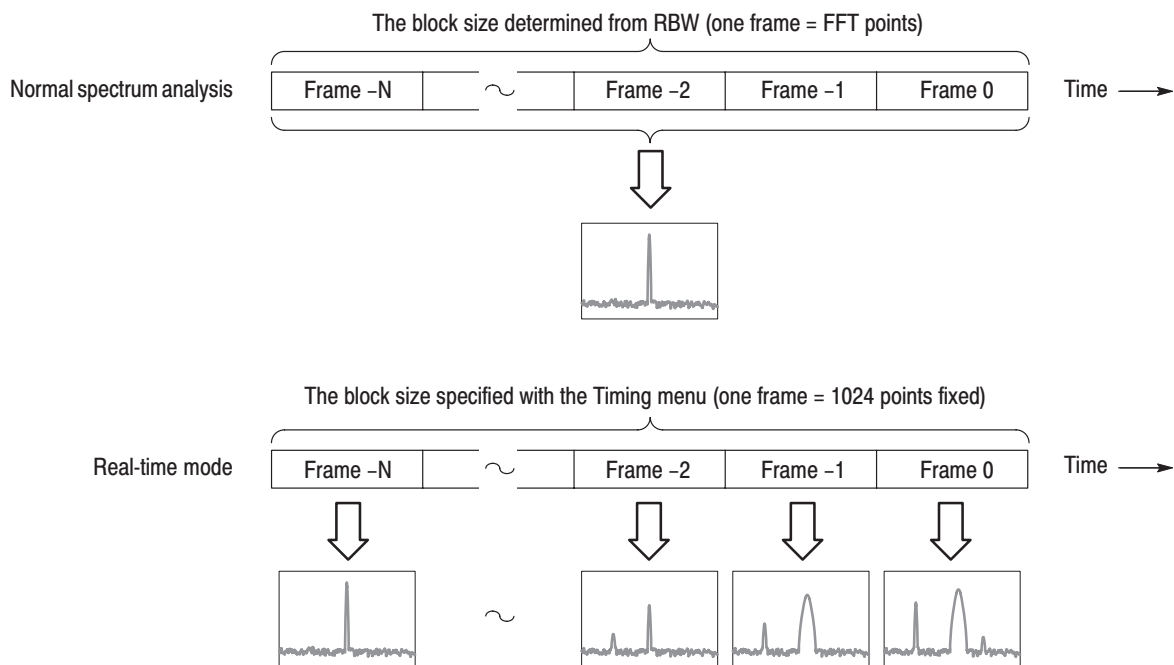 The block size determined from RBW (one frame = FFT points)
Normal spectrum analysis Frame –N Frame –2 Frame –1 Frame 0 Time
The block size specified with the Timing menu (one frame = 1024 points fixed)
Real-time mode Frame –N Frame –2 Frame –1 Frame 0 Time